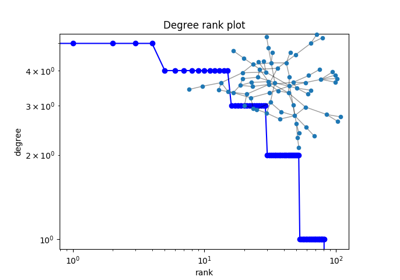 Degree rank plot
degree
4 × 10⁰
3 × 10⁰
2 × 10⁰
10⁰
10⁰
10¹
10²
rank